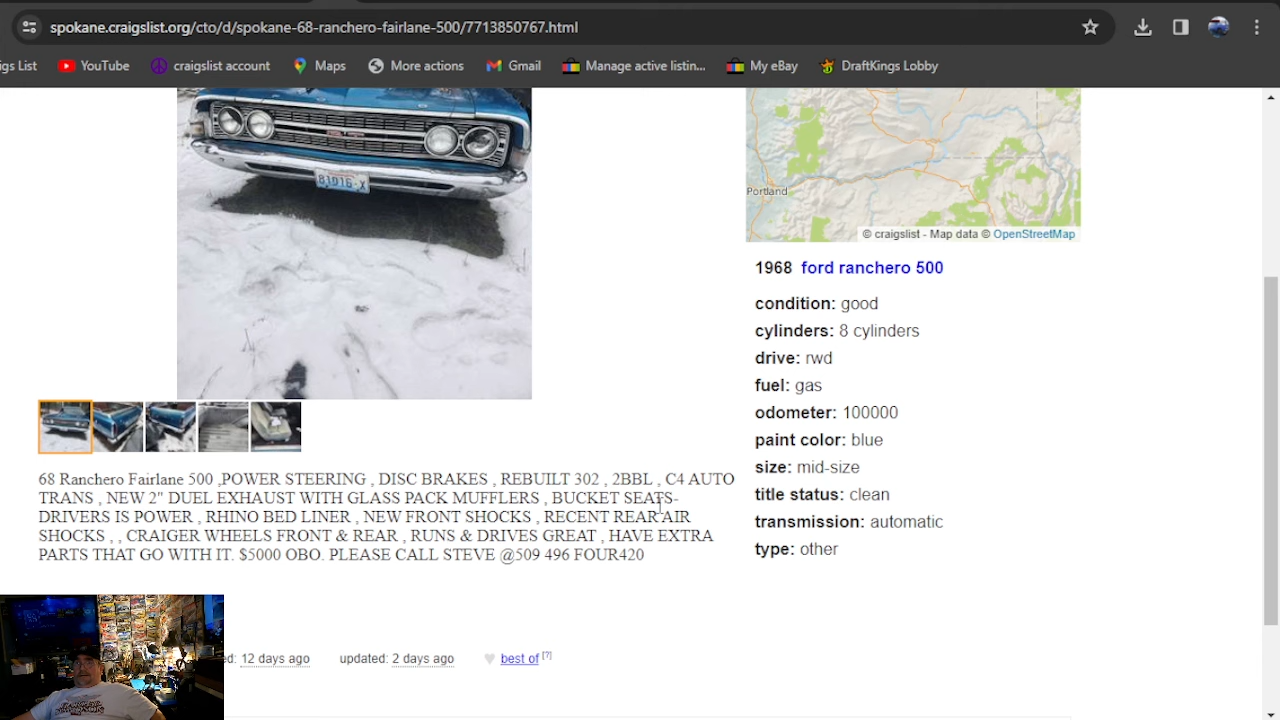 spokane.craigslist.org/cto/d/spokane-68-ranchero-fairlane-500/7713850767.html
igs List YouTube craigslist account Maps More actions Gmail Manage active listin... My eBay DraftKings Lobby
81916-X
Portland
© craigslist - Map data © OpenStreetMap
1968 ford ranchero 500
condition: good
cylinders: 8 cylinders
drive: rwd
fuel: gas
odometer: 100000
paint color: blue
size: mid-size
title status: clean
transmission: automatic
type: other
68 Ranchero Fairlane 500 ,POWER STEERING , DISC BRAKES , REBUILT 302 , 2BBL , C4 AUTO
TRANS , NEW 2" DUEL EXHAUST WITH GLASS PACK MUFFLERS , BUCKET SEATS-
DRIVERS IS POWER , RHINO BED LINER , NEW FRONT SHOCKS , RECENT REAR AIR
SHOCKS , , CRAIGER WHEELS FRONT & REAR , RUNS & DRIVES GREAT , HAVE EXTRA
PARTS THAT GO WITH IT. $5000 OBO. PLEASE CALL STEVE @509 496 FOUR420
ed: 12 days ago updated: 2 days ago ♥ best of [?]